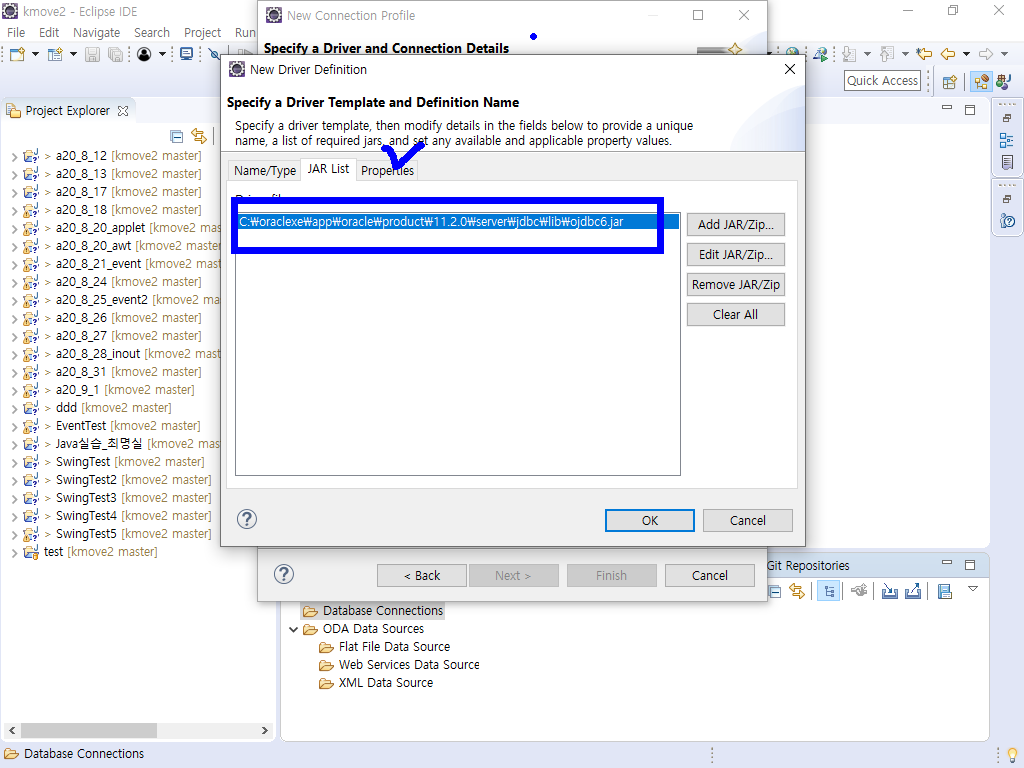 kmove2 - Eclipse IDE
File Edit Navigate Search Project Run
Quick Access
Project Explorer
> a20_8_12 [kmove2 master]
> a20_8_13 [kmove2 master]
> a20_8_17 [kmove2 master]
> a20_8_18 [kmove2 master]
> a20_8_20_applet [kmove2
> a20_8_20_awt [kmove2
> a20_8_21_event [kmove2
> a20_8_24 [kmove2 master]
> a20_8_25_event2 [kmove2
> a20_8_26 [kmove2 master]
> a20_8_27 [kmove2 master]
> a20_8_28_inout [kmove2
> a20_8_31 [kmove2 master]
> a20_9_1 [kmove2 master]
> ddd [kmove2 master]
> EventTest [kmove2 master]
> Java실습_최명실 [kmove2
> SwingTest [kmove2 master]
> SwingTest2 [kmove2 master]
> SwingTest3 [kmove2 master]
> SwingTest4 [kmove2 master]
> SwingTest5 [kmove2 master]
test [kmove2 master]
New Connection Profile
Specify a Driver and Connection Details
New Driver Definition
Specify a Driver Template and Definition Name
Specify a driver template, then modify details in the fields below to provide a unique
name, a list of required jars, and set any available and applicable property values.
Name/Type JAR List Properties
C:₩oraclexe₩app₩oracle₩product₩11.2.0₩server₩jdbc₩lib₩ojdbc6.jar
Add JAR/Zip...
Edit JAR/Zip...
Remove JAR/Zip
Clear All
OK Cancel
< Back Next > Finish Cancel
Git Repositories
Database Connections
ODA Data Sources
Flat File Data Source
Web Services Data Source
XML Data Source
Database Connections